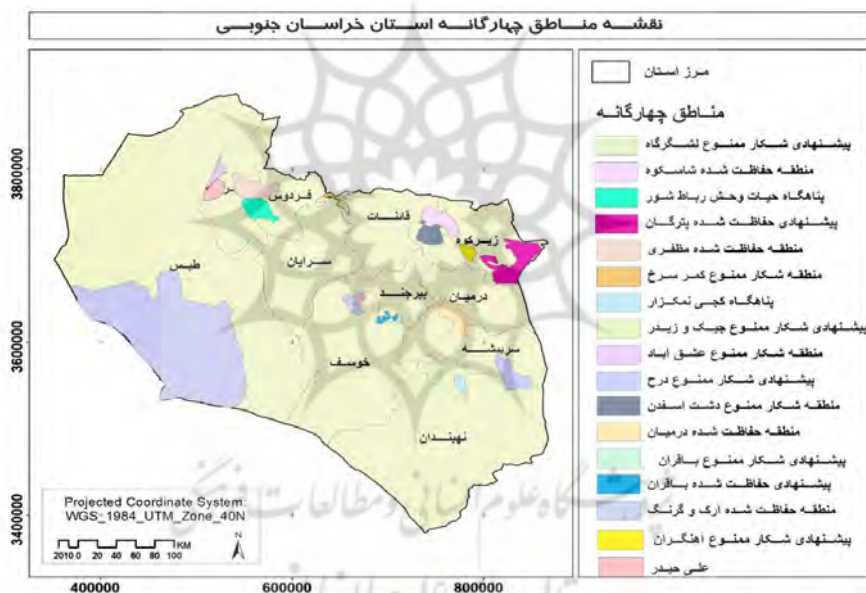 نقشه مناطق چهارگانه استان خراسان جنوبی
مرز استان
مناطق چهارگانه
پیشنهادی شکار ممنوع لشگرگاه
منطقه حفاظت شده شاسکوه
پناهگاه حیات وحش رباط شور
پیشنهادی حفاظت شده پترگان
منطقه حفاظت شده مظفری
منطقه شکار ممنوع کمر سرخ
پناهگاه کجی نمکزار
پیشنهادی شکار ممنوع جیک و زیدر
منطقه شکار ممنوع عشق اباد
پیشنهادی شکار ممنوع درح
منطقه شکار ممنوع دشت اسفدن
منطقه حفاظت شده درمیان
پیشنهادی شکار ممنوع باقران
پیشنهادی حفاظت شده باقران
منطقه حفاظت شده ارک و گرنگ
پیشنهادی شکار ممنوع اهنگران
علی حیدر
فردوس
قائنات
زیرکوه
سرایان
طبس
بیرجند
درمیان
سربیشه
خوسف
نهبندان
3800000
3600000
3400000
400000
600000
800000
Projected Coordinate System:
WGS_1984_UTM_Zone_40N
2010 0 20 40 60 80 100
KM
N